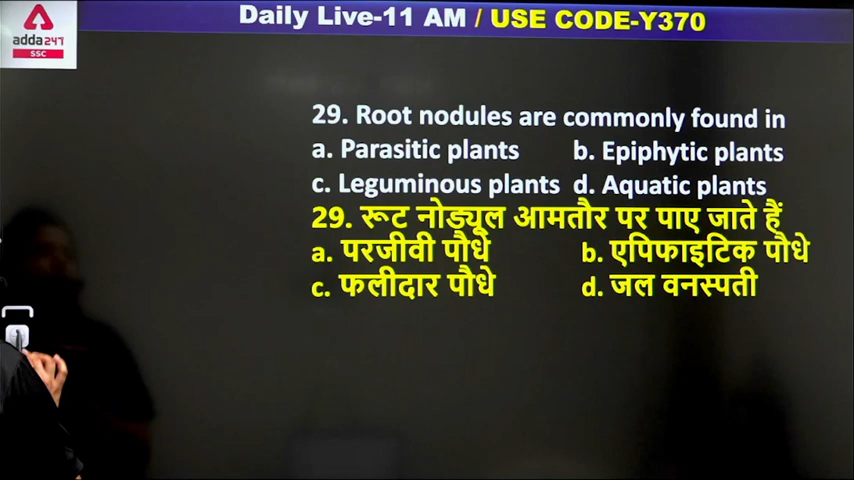 Daily Live-11 AM / USE CODE-Y370
adda247
SSC
29. Root nodules are commonly found in
a. Parasitic plants b. Epiphytic plants
c. Leguminous plants d. Aquatic plants
29. रूट नोड्यूल आमतौर पर पाए जाते हैं
a. परजीवी पौधे b. एपिफाइटिक पौधे
c. फलीदार पौधे d. जल वनस्पती